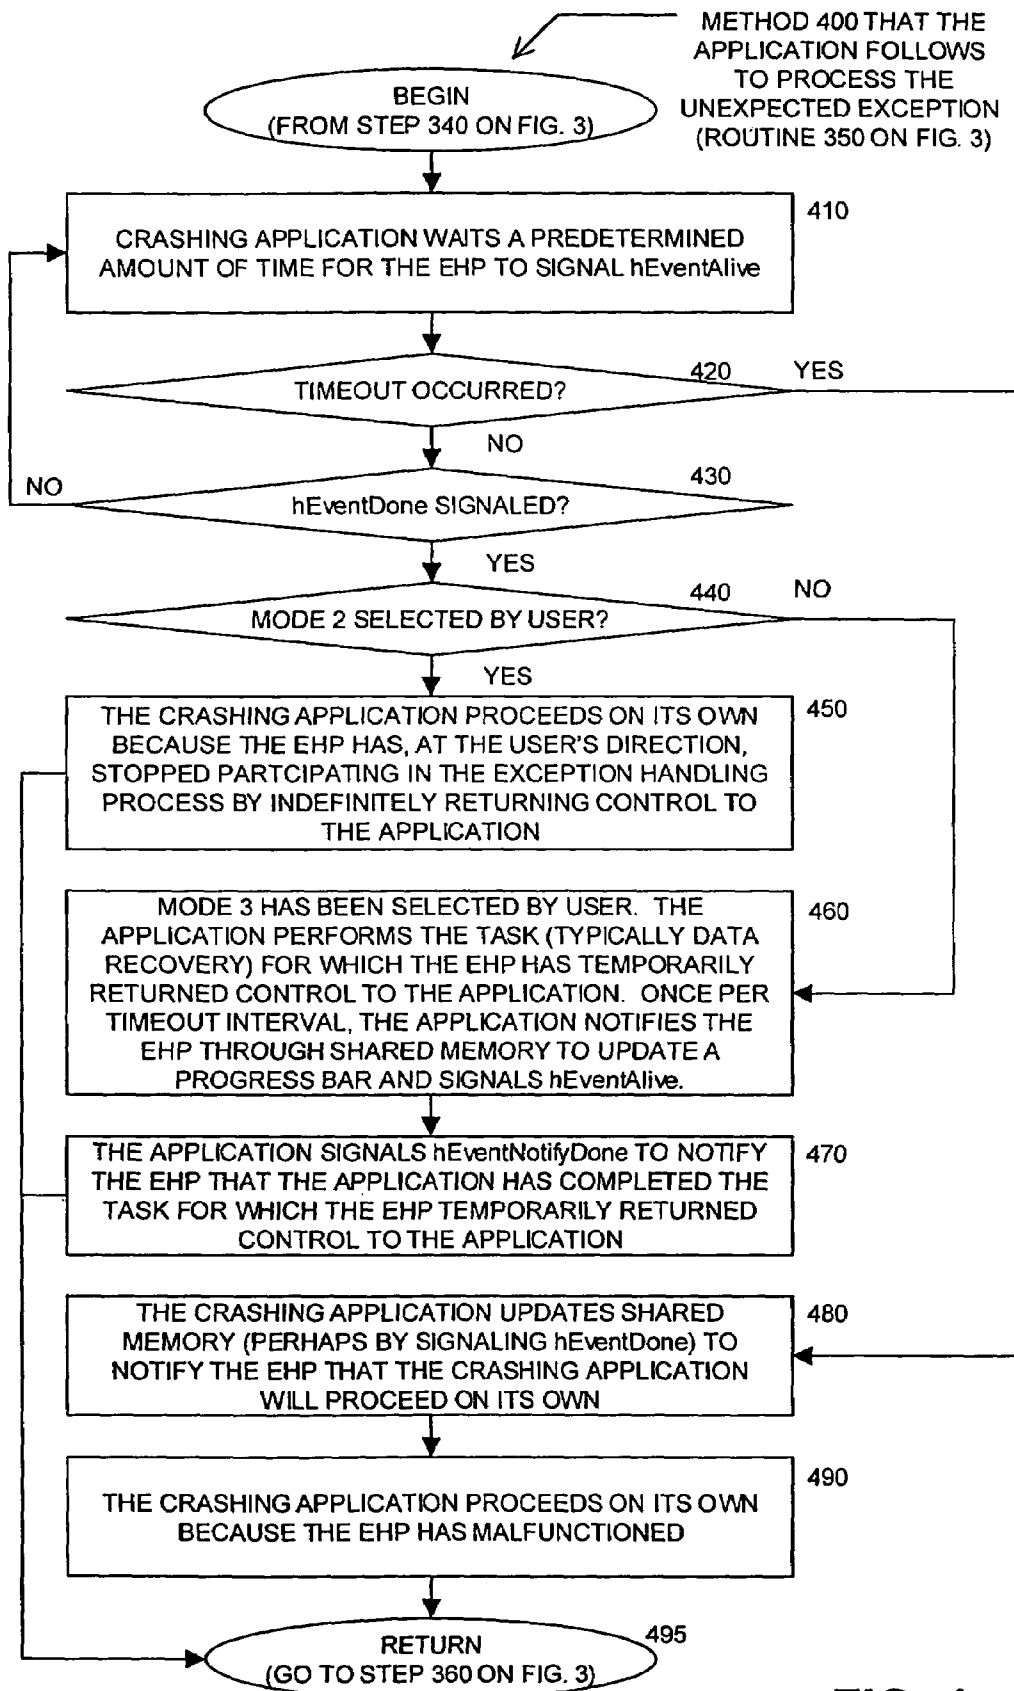 METHOD 400 THAT THE
APPLICATION FOLLOWS
TO PROCESS THE
UNEXPECTED EXCEPTION
(ROUTINE 350 ON FIG. 3)
BEGIN
(FROM STEP 340 ON FIG. 3)
410
CRASHING APPLICATION WAITS A PREDETERMINED
AMOUNT OF TIME FOR THE EHP TO SIGNAL hEventAlive
420
YES
TIMEOUT OCCURRED?
NO
430
NO
hEventDone SIGNALED?
YES
440
NO
MODE 2 SELECTED BY USER?
YES
450
THE CRASHING APPLICATION PROCEEDS ON ITS OWN
BECAUSE THE EHP HAS, AT THE USER'S DIRECTION,
STOPPED PARTCIPATING IN THE EXCEPTION HANDLING
PROCESS BY INDEFINITELY RETURNING CONTROL TO
THE APPLICATION
460
MODE 3 HAS BEEN SELECTED BY USER. THE
APPLICATION PERFORMS THE TASK (TYPICALLY DATA
RECOVERY) FOR WHICH THE EHP HAS TEMPORARILY
RETURNED CONTROL TO THE APPLICATION. ONCE PER
TIMEOUT INTERVAL, THE APPLICATION NOTIFIES THE
EHP THROUGH SHARED MEMORY TO UPDATE A
PROGRESS BAR AND SIGNALS hEventAlive.
470
THE APPLICATION SIGNALS hEventNotifyDone TO NOTIFY
THE EHP THAT THE APPLICATION HAS COMPLETED THE
TASK FOR WHICH THE EHP TEMPORARILY RETURNED
CONTROL TO THE APPLICATION
480
THE CRASHING APPLICATION UPDATES SHARED
MEMORY (PERHAPS BY SIGNALING hEventDone) TO
NOTIFY THE EHP THAT THE CRASHING APPLICATION
WILL PROCEED ON ITS OWN
490
THE CRASHING APPLICATION PROCEEDS ON ITS OWN
BECAUSE THE EHP HAS MALFUNCTIONED
495
RETURN
(GO TO STEP 360 ON FIG. 3)